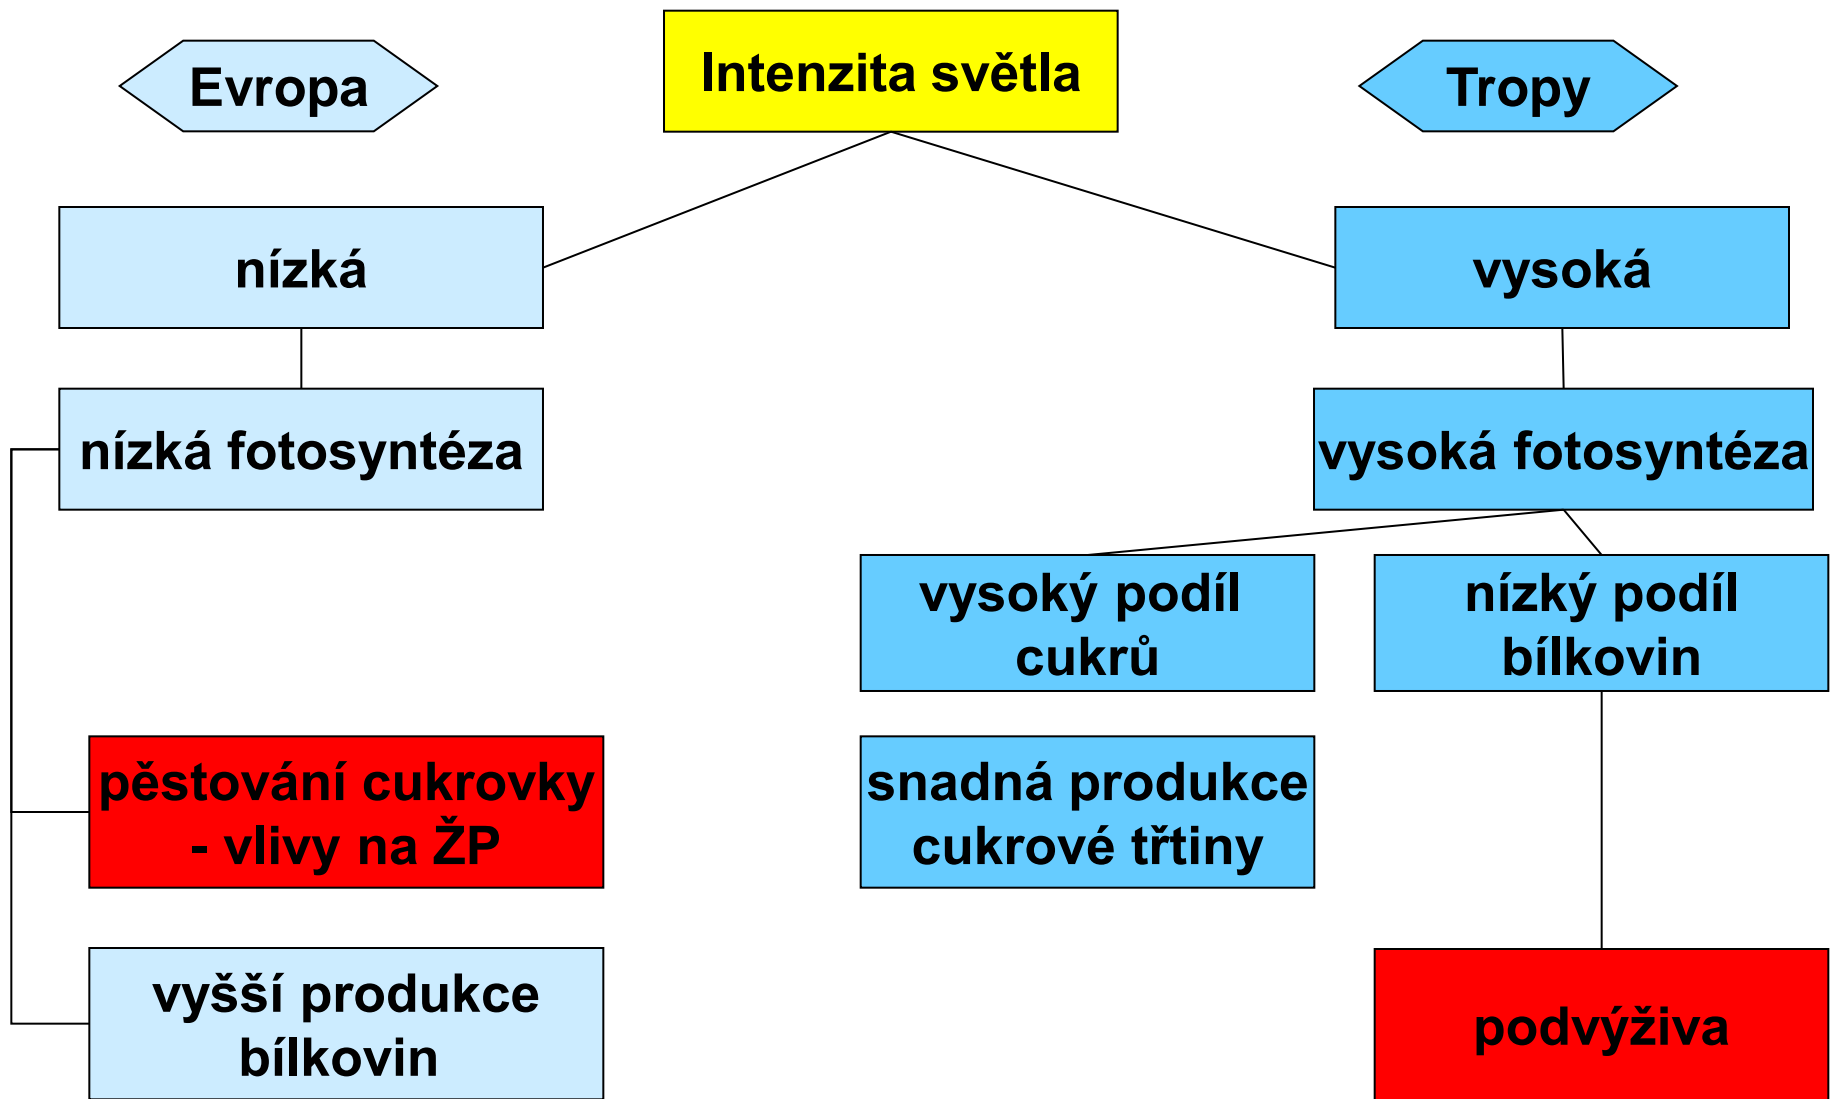 Evropa
Intenzita světla
Tropy
nízká
vysoká
nízká fotosyntéza
vysoká fotosyntéza
vysoký podíl
cukrů
nízký podíl
bílkovin
pěstování cukrovky
- vlivy na ŽP
snadná produkce
cukrové třtiny
vyšší produkce
bílkovin
podvýživa